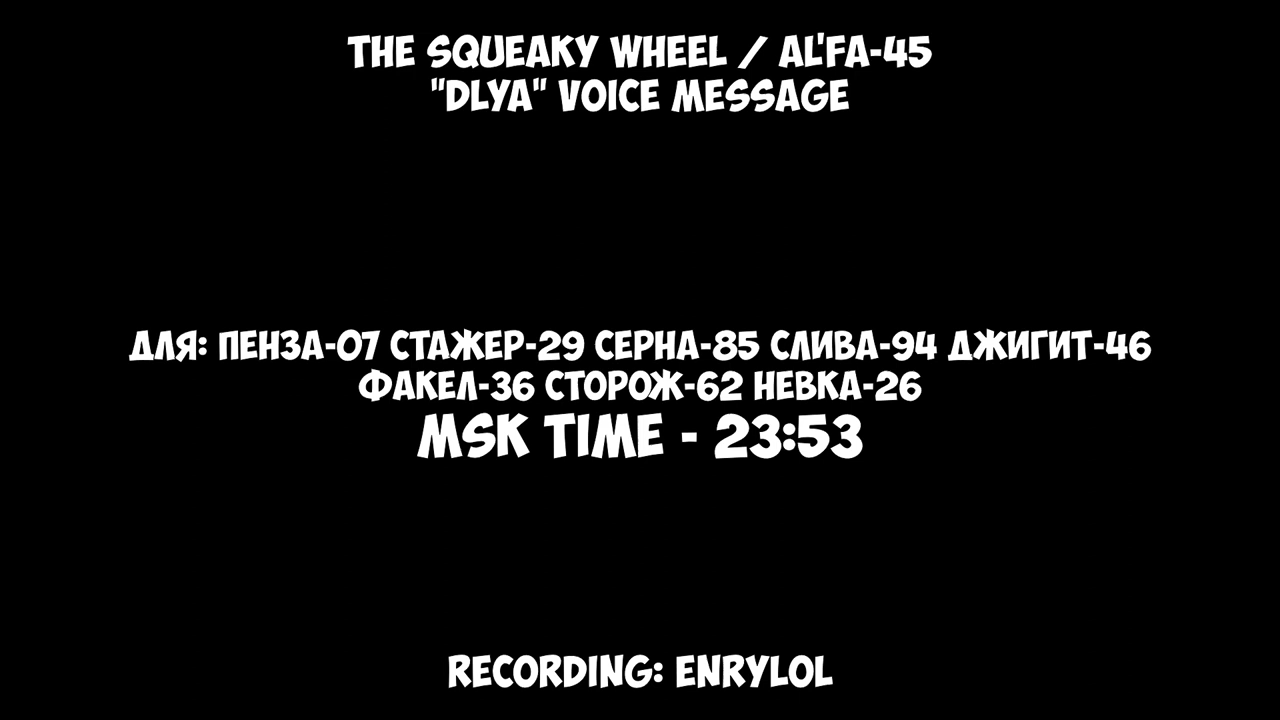 THE SQUEAKY WHEEL / AL'FA-45
"DLYA" VOICE MESSAGE
ДЛЯ: ПЕНЗА-07 СТАЖЕР-29 СЕРНА-85 СЛИВА-94 ДЖИГИТ-46
ФАКЕЛ-36 СТОРОЖ-62 НЕВКА-26
MSK TIME - 23:53
RECORDING: ENRYLOL